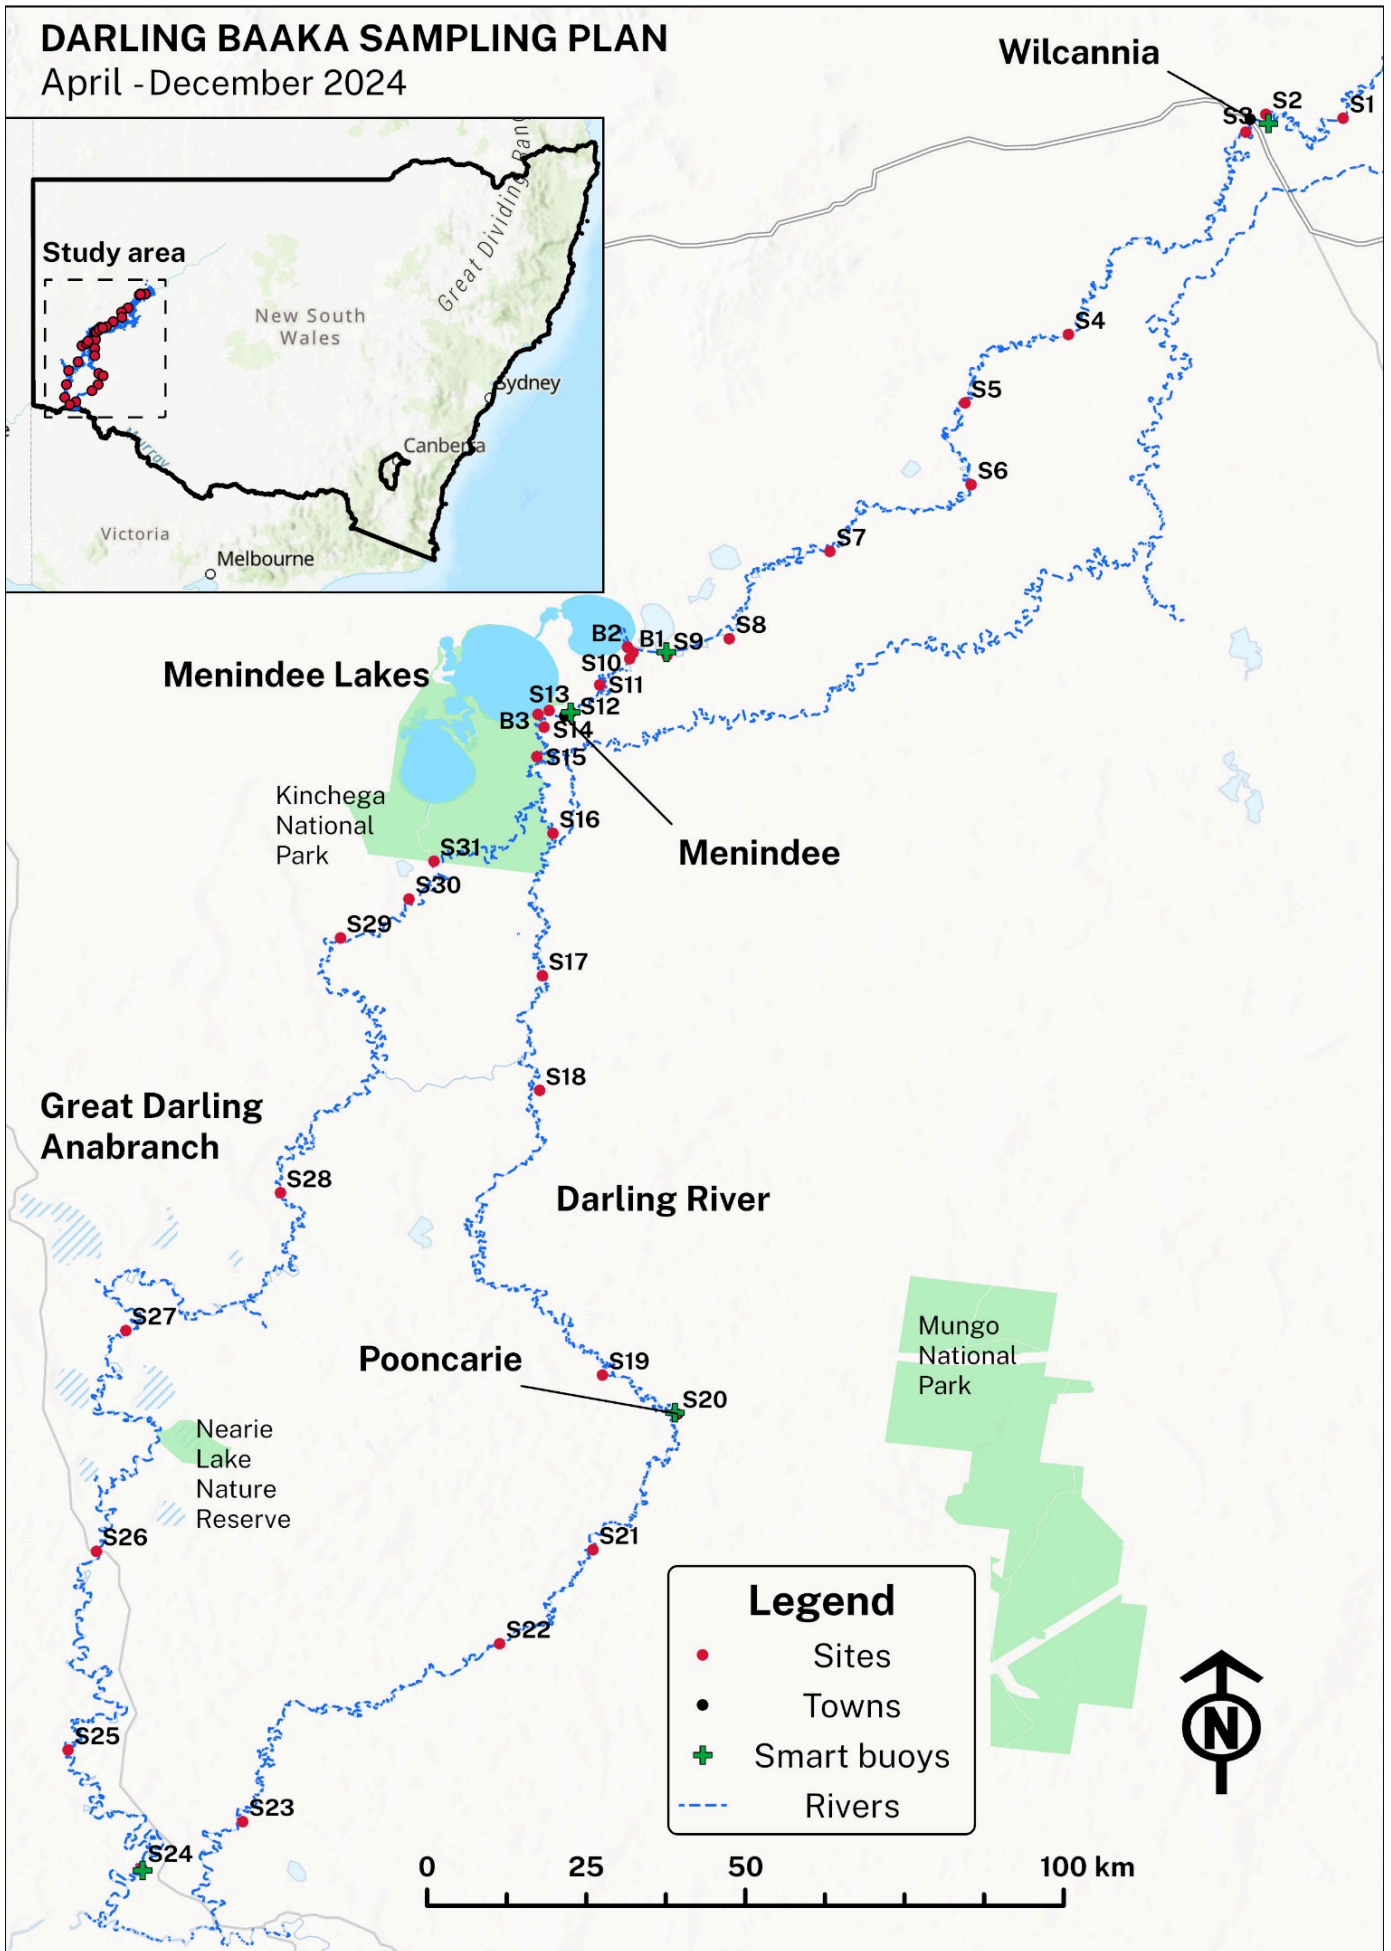 DARLING BAAKA SAMPLING PLAN
April - December 2024
Wilcannia
S2
S1
S3
Great Dividing Rang
Study area
New South
Wales
Sydney
Canberra
Murray
Victoria
Melbourne
S4
S5
S6
S7
S8
B2
B1
S9
S10
S11
Menindee Lakes
S13
S12
B3
S14
S15
Kinchega
National
Park
S16
Menindee
S31
S30
S29
S17
S18
Great Darling
Anabranch
S28
Darling River
S27
Mungo
National
Park
Pooncarie
S19
S20
Nearie
Lake
Nature
Reserve
S26
S21
S22
Legend
Sites
Towns
Smart buoys
Rivers
N
S25
S23
S24
0 25 50 100 km